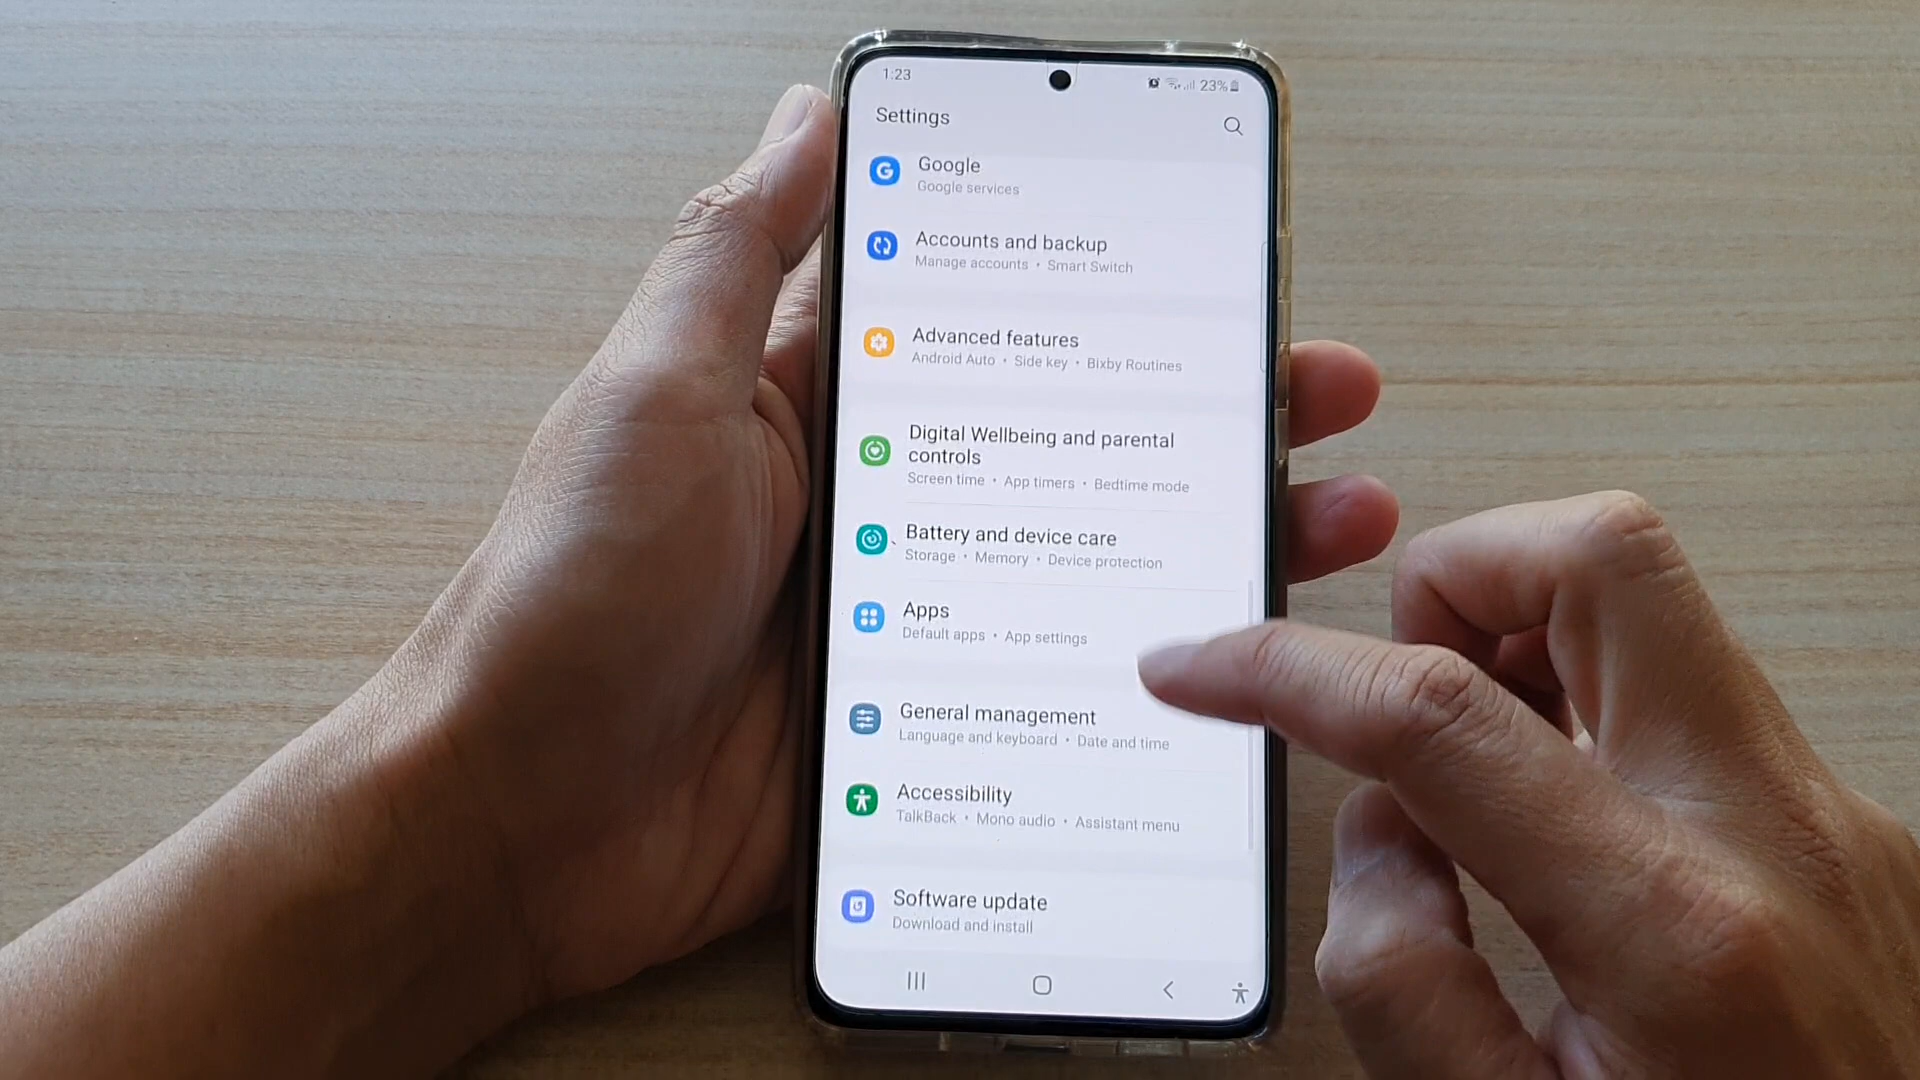 1:23
23%
Settings
Google
Google services
Accounts and backup
Manage accounts • Smart Switch
Advanced features
Android Auto • Side key • Bixby Routines
Digital Wellbeing and parental
controls
Screen time • App timers • Bedtime mode
Battery and device care
Storage • Memory • Device protection
Apps
Default apps • App settings
General management
Language and keyboard • Date and time
Accessibility
TalkBack • Mono audio • Assistant menu
Software update
Download and install